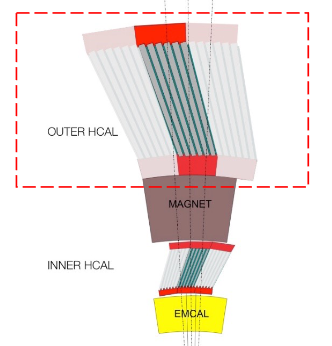 OUTER HCAL
MAGNET
INNER HCAL
EMCAL